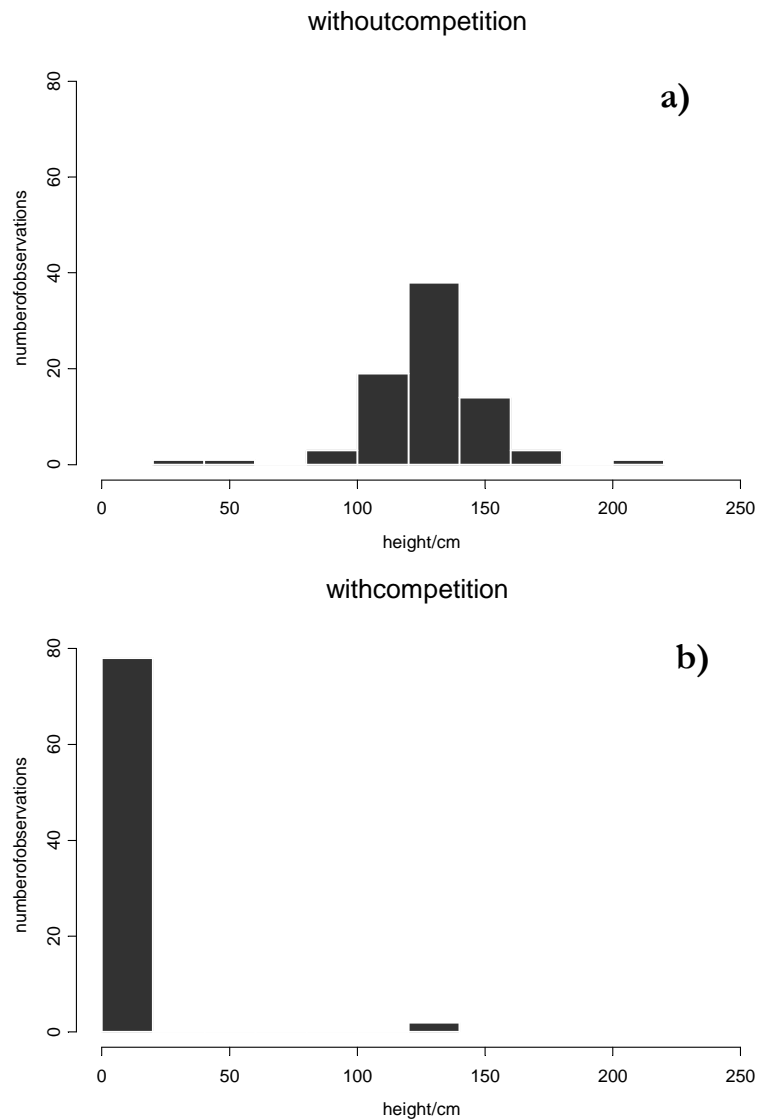 withoutcompetition
a)
80
60
40
20
0
numberofobservations
0 50 100 150 200 250
height/cm
withcompetition
b)
80
60
40
20
0
numberofobservations
0 50 100 150 200 250
height/cm